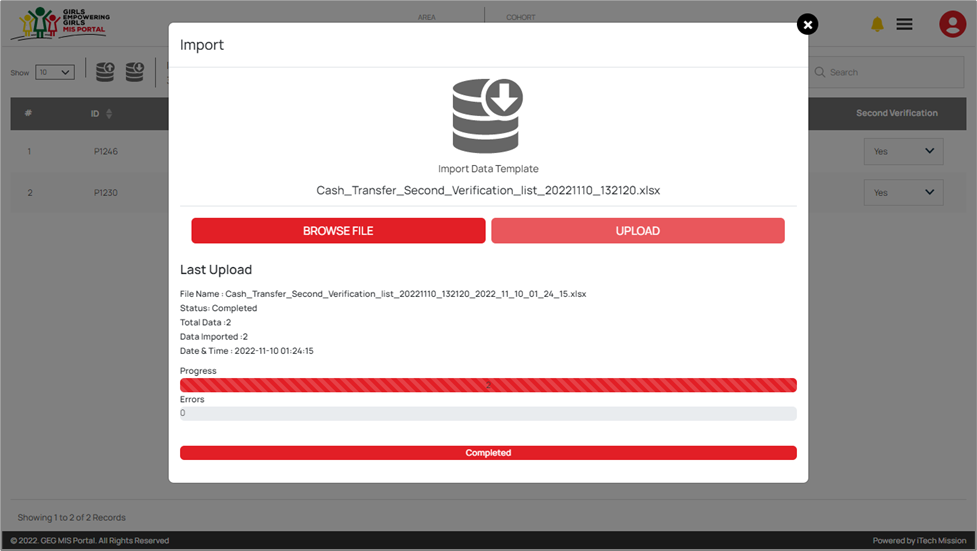 GIRLS
EMPOWERING
GIRLS
MIS PORTAL
AREA
COHORT
Show 10
Search
# ID Second Verification
1 P1246 Yes
2 P1230 Yes
Import
Import Data Template
Cash_Transfer_Second_Verification_list_20221110_132120.xlsx
BROWSE FILE UPLOAD
Last Upload
File Name : Cash_Transfer_Second_Verification_list_20221110_132120_2022_11_10_01_24_15.xlsx
Status: Completed
Total Data :2
Data Imported :2
Date & Time : 2022-11-10 01:24:15
Progress
2
Errors
0
Completed
Showing 1 to 2 of 2 Records
© 2022. GEG MIS Portal. All Rights Reserved Powered by iTech Mission